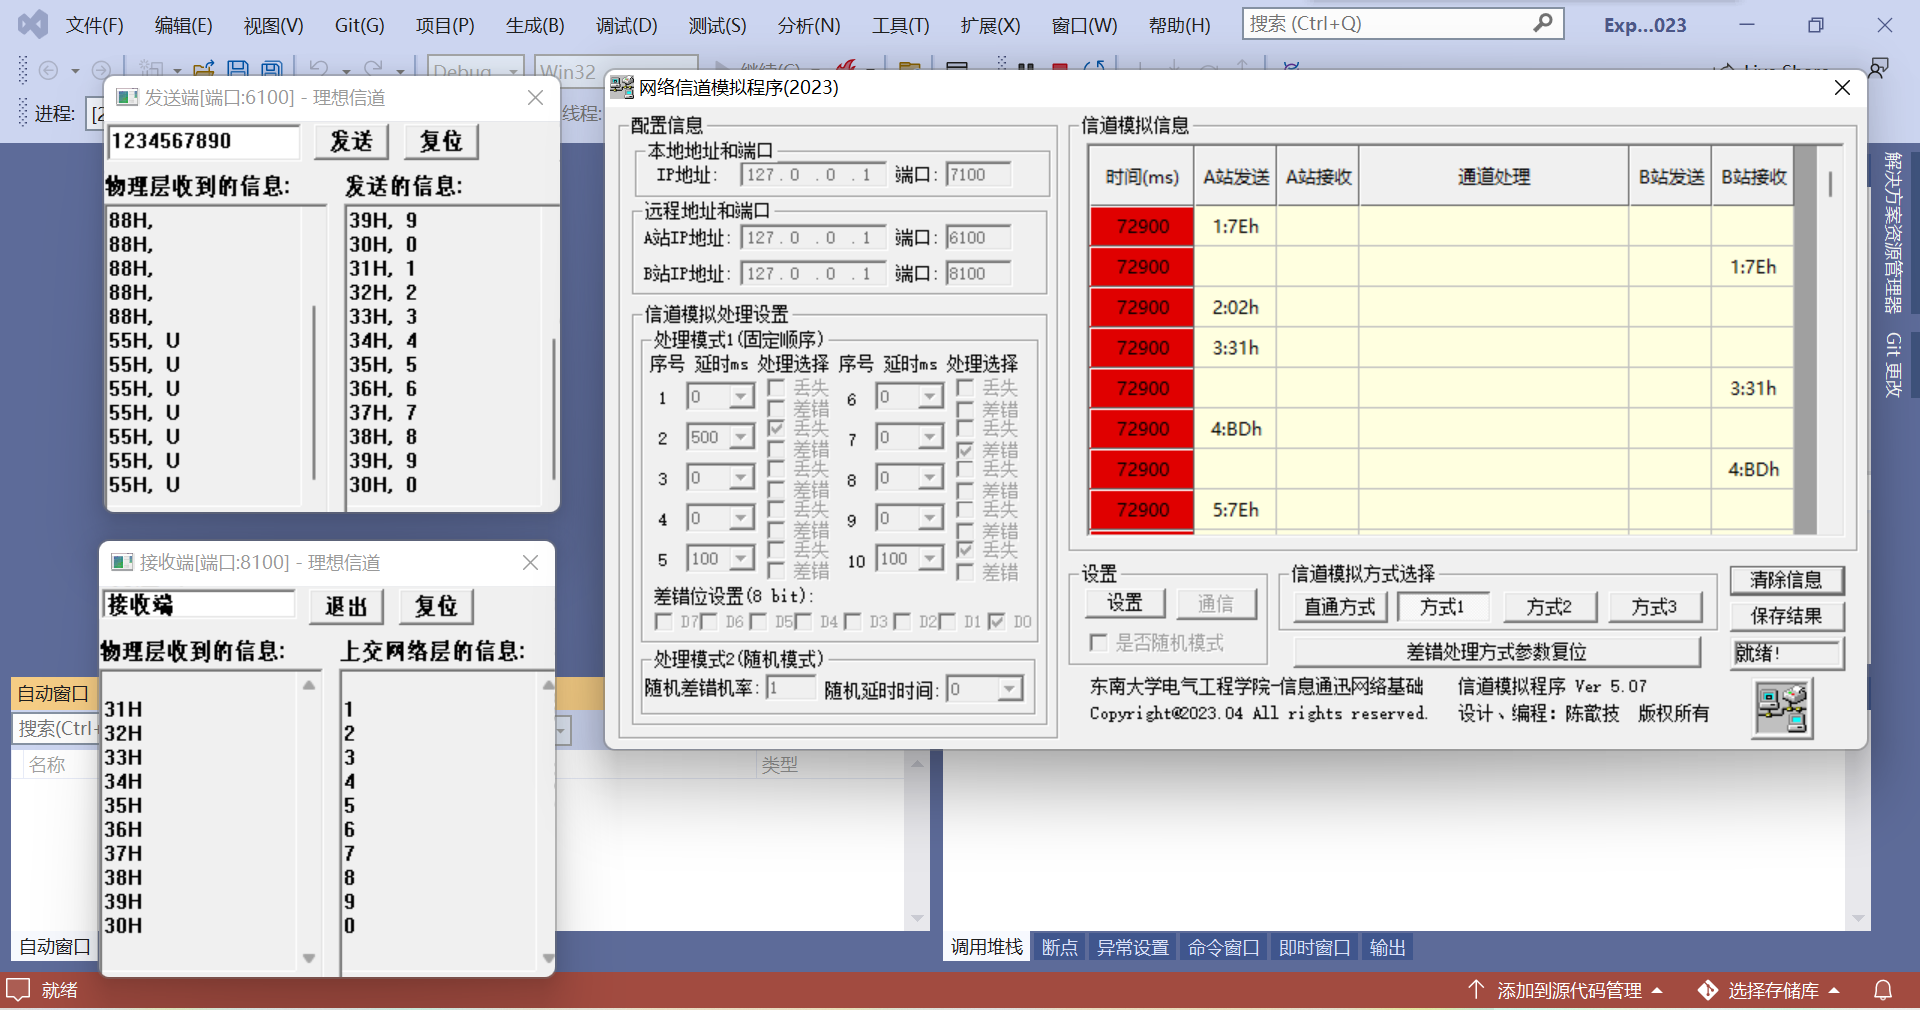 文件(F) 编辑(E) 视图(V) Git(G) 项目(P) 生成(B) 调试(D) 测试(S) 分析(N) 工具(T) 扩展(X) 窗口(W) 帮助(H) 搜索 (Ctrl+Q) Exp...023
Debug Win32
进程: [2 线程:
发送端[端口:6100] - 理想信道
1234567890 发送 复位
物理层收到的信息: 发送的信息:
88H, 39H, 9
88H, 30H, 0
88H, 31H, 1
88H, 32H, 2
88H, 33H, 3
55H, U 34H, 4
55H, U 35H, 5
55H, U 36H, 6
55H, U 37H, 7
55H, U 38H, 8
55H, U 39H, 9
55H, U 30H, 0
接收端[端口:8100] - 理想信道
接收端 退出 复位
物理层收到的信息: 上交网络层的信息:
31H 1
32H 2
33H 3
34H 4
35H 5
36H 6
37H 7
38H 8
39H 9
30H 0
网络信道模拟程序(2023)
配置信息
本地地址和端口
IP地址: 127 . 0 . 0 . 1 端口: 7100
远程地址和端口
A站IP地址: 127 . 0 . 0 . 1 端口: 6100
B站IP地址: 127 . 0 . 0 . 1 端口: 8100
信道模拟处理设置
处理模式1(固定顺序)
序号 延时ms 处理选择 序号 延时ms 处理选择
1 0 丢失 差错 6 0 丢失 差错
2 500 丢失 差错 7 0 丢失 差错
3 0 丢失 差错 8 0 丢失 差错
4 0 丢失 差错 9 0 丢失 差错
5 100 丢失 差错 10 100 丢失 差错
差错位设置(8 bit):
D7 D6 D5 D4 D3 D2 D1 D0
处理模式2(随机模式)
随机差错机率: 1 随机延时时间: 0
信道模拟信息
时间(ms) A站发送 A站接收 通道处理 B站发送 B站接收
72900 1:7Eh
72900 1:7Eh
72900 2:02h
72900 3:31h
72900 3:31h
72900 4:BDh
72900 4:BDh
72900 5:7Eh
设置
设置 通信
是否随机模式
信道模拟方式选择
直通方式 方式1 方式2 方式3
差错处理方式参数复位
清除信息
保存结果
就绪!
东南大学电气工程学院-信息通迅网络基础 信道模拟程序 Ver 5.07
Copyright@2023.04 All rights reserved. 设计、编程: 陈歆技 版权所有
解决方案资源管理器
Git 更改
自动窗口
搜索(Ctrl+
名称 类型
自动窗口
调用堆栈 断点 异常设置 命令窗口 即时窗口 输出
就绪 添加到源代码管理 选择存储库